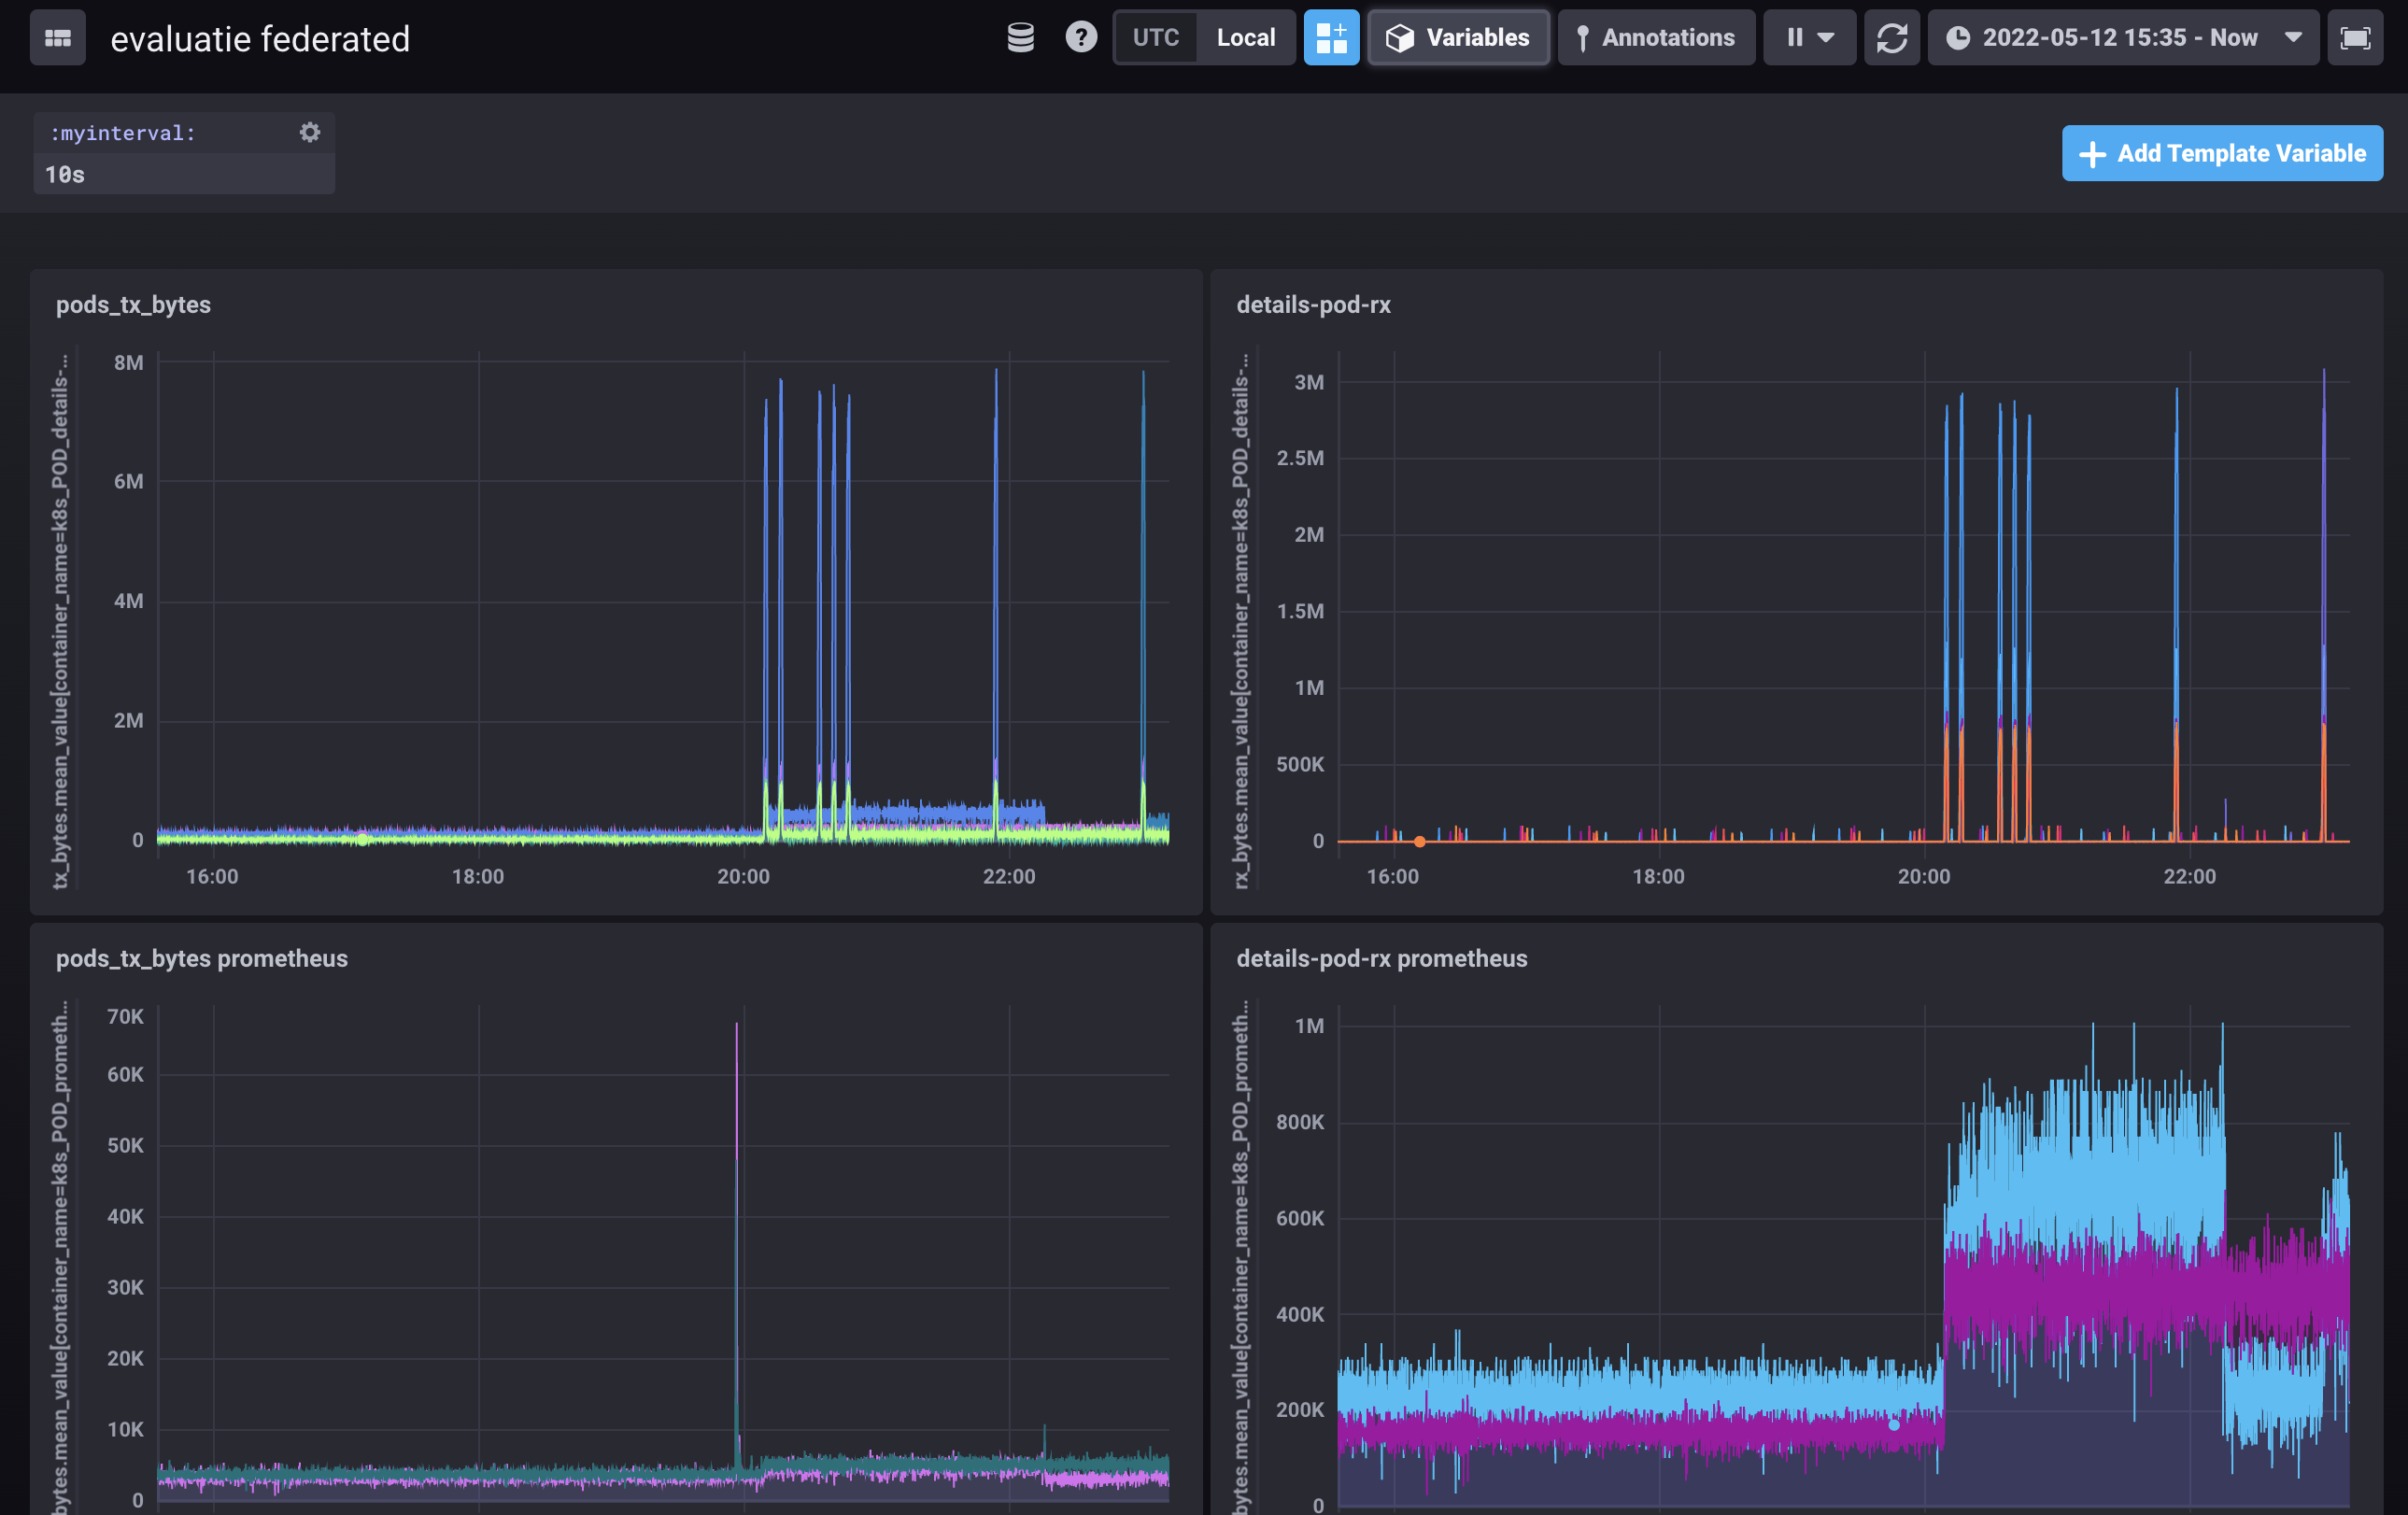 evaluatie federated
UTC Local Variables Annotations 2022-05-12 15:35 - Now
:myinterval:
10s
Add Template Variable
pods_tx_bytes
tx_bytes.mean_value[container_name=k8s_POD_details-...
8M
6M
4M
2M
0
16:00 18:00 20:00 22:00
details-pod-rx
rx_bytes.mean_value[container_name=k8s_POD_details-...
3M
2.5M
2M
1.5M
1M
500K
0
16:00 18:00 20:00 22:00
pods_tx_bytes prometheus
bytes.mean_value[container_name=k8s_POD_prometh...
70K
60K
50K
40K
30K
20K
10K
0
details-pod-rx prometheus
bytes.mean_value[container_name=k8s_POD_prometh...
1M
800K
600K
400K
200K
0